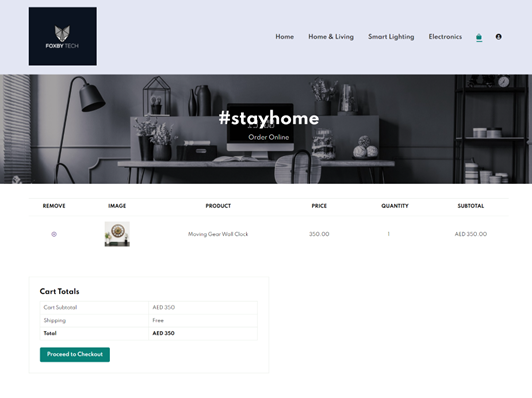 FOXBY TECH
Home Home & Living Smart Lighting Electronics
#stayhome
Order Online
REMOVE IMAGE PRODUCT PRICE QUANTITY SUBTOTAL
Moving Gear Wall Clock 350.00 1 AED 250.00
Cart Totals
Cart Subtotal AED 350
Shipping Free
Total AED 350
Proceed to Checkout